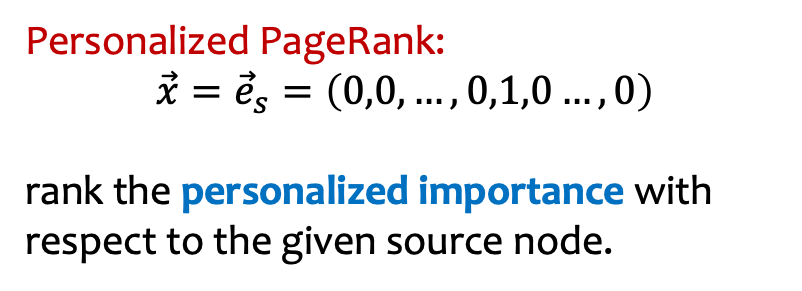 Personalized PageRank:
x⃗ = e⃗ₛ = (0,0, … , 0,1,0 … , 0)
rank the personalized importance with
respect to the given source node.